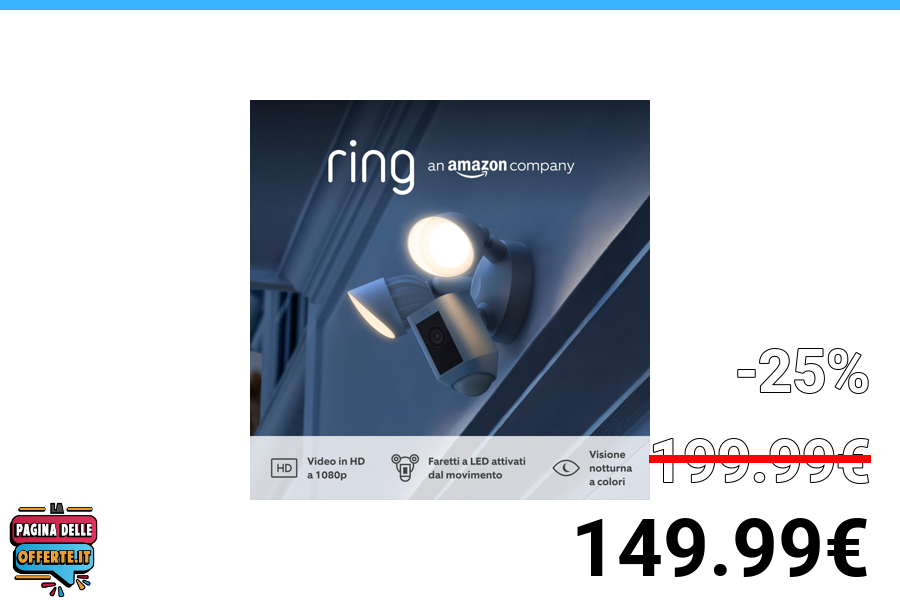 ring an amazon company
HD
Video in HD
a 1080p
Faretti a LED attivati
dal movimento
Visione
notturna
a colori
-25%
199.99€
149.99€
LA
PAGINA DELLE
OFFERTE.IT